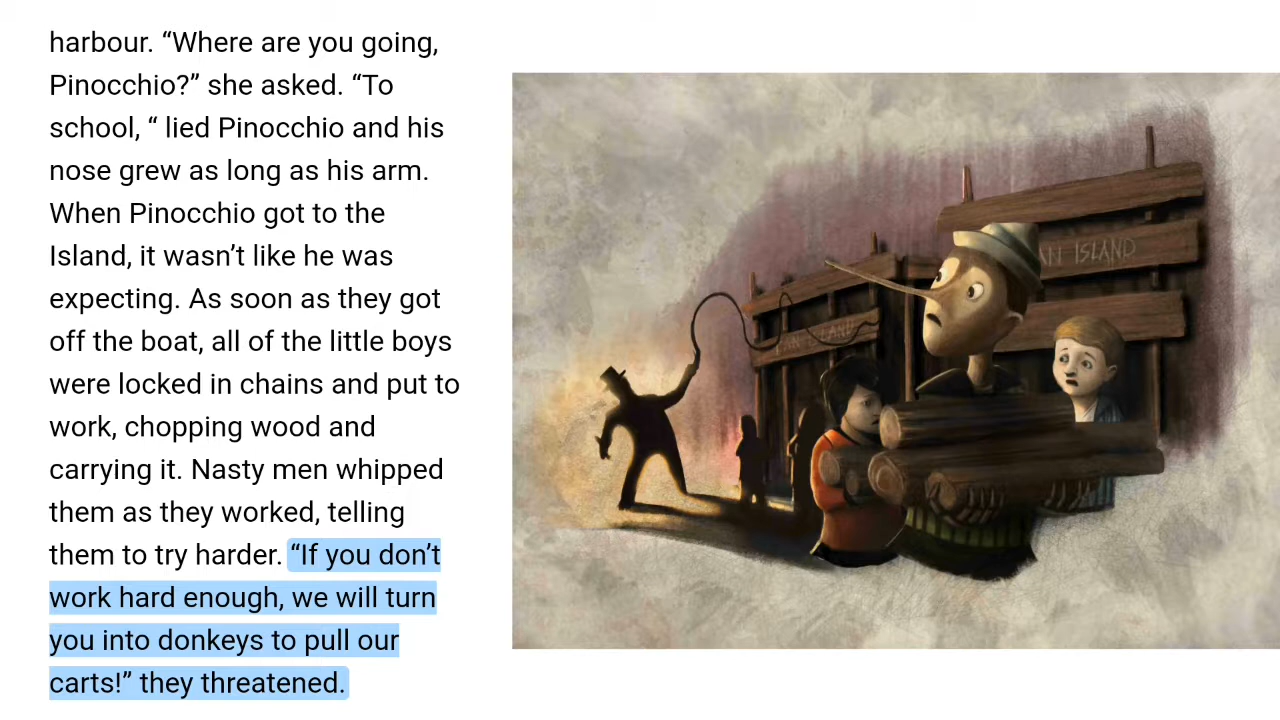 harbour. “Where are you going,
Pinocchio?” she asked. “To
school, “ lied Pinocchio and his
nose grew as long as his arm.
When Pinocchio got to the
Island, it wasn’t like he was
expecting. As soon as they got
off the boat, all of the little boys
were locked in chains and put to
work, chopping wood and
carrying it. Nasty men whipped
them as they worked, telling
them to try harder. “If you don’t
work hard enough, we will turn
you into donkeys to pull our
carts!” they threatened.
ISLAND